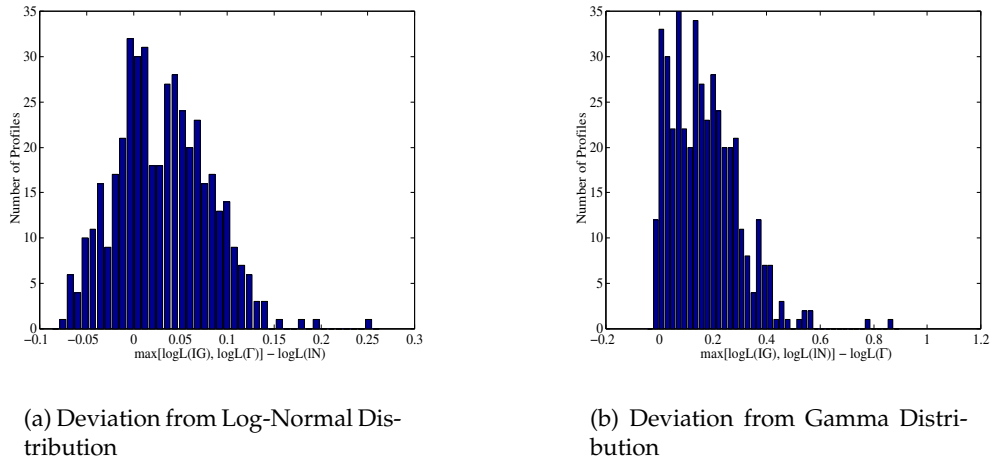 35
30
25
20
15
10
5
0
Number of Profiles
−0.1 −0.05 0 0.05 0.1 0.15 0.2 0.25 0.3
max[logL(IG), logL(Γ)] − logL(lN)
(a) Deviation from Log-Normal Dis-
tribution
35
30
25
20
15
10
5
0
Number of Profiles
−0.2 0 0.2 0.4 0.6 0.8 1 1.2
max[logL(IG), logL(lN)] − logL(Γ)
(b) Deviation from Gamma Distri-
bution